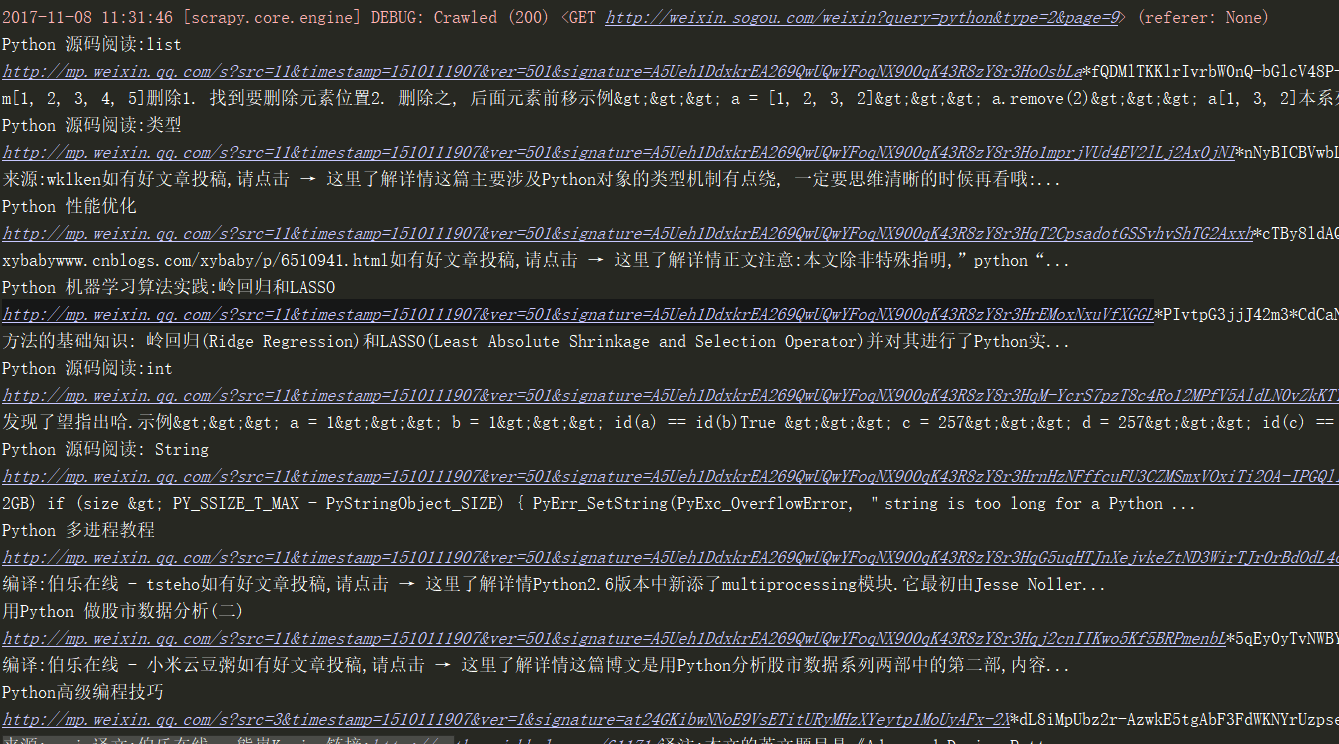 2017-11-08 11:31:46 [scrapy.core.engine] DEBUG: Crawled (200) <GET http://weixin.sogou.com/weixin?query=python&type=2&page=9> (referer: None)
Python 源码阅读:list
http://mp.weixin.qq.com/s?src=11&timestamp=1510111907&ver=501&signature=A5Ueh1DdxkrEA269QwUQwYFoqNX900qK43R8zY8r3HoOsbLa*fQDMlTKKlrIvrbW0nQ-bGlcV48P-
m[1, 2, 3, 4, 5]删除1. 找到要删除元素位置2. 删除之, 后面元素前移示例&gt;&gt;&gt; a = [1, 2, 3, 2]&gt;&gt;&gt; a.remove(2)&gt;&gt;&gt; a[1, 3, 2]本系列
Python 源码阅读:类型
http://mp.weixin.qq.com/s?src=11&timestamp=1510111907&ver=501&signature=A5Ueh1DdxkrEA269QwUQwYFoqNX900qK43R8zY8r3Ho1mprjVUd4EV21Lj2AxOjNI*nNyBICBVwbL
来源:wklken如有好文章投稿,请点击 → 这里了解详情这篇主要涉及Python对象的类型机制有点绕, 一定要思维清晰的时候再看哦:...
Python 性能优化
http://mp.weixin.qq.com/s?src=11&timestamp=1510111907&ver=501&signature=A5Ueh1DdxkrEA269QwUQwYFoqNX900qK43R8zY8r3HqT2CpsadotGSSvhvShTG2Axxh*cTBy8ldAQ
xybabywww.cnblogs.com/xybaby/p/6510941.html如有好文章投稿,请点击 → 这里了解详情正文注意:本文除非特殊指明,”python“...
Python 机器学习算法实践:岭回归和LASSO
http://mp.weixin.qq.com/s?src=11&timestamp=1510111907&ver=501&signature=A5Ueh1DdxkrEA269QwUQwYFoqNX900qK43R8zY8r3HrEMoxNxuVfXGGL*PIvtpG3jjJ42m3*CdCaN
方法的基础知识: 岭回归(Ridge Regression)和LASSO(Least Absolute Shrinkage and Selection Operator)并对其进行了Python实...
Python 源码阅读:int
http://mp.weixin.qq.com/s?src=11&timestamp=1510111907&ver=501&signature=A5Ueh1DdxkrEA269QwUQwYFoqNX900qK43R8zY8r3HqM-YcrS7pzT8c4Ro12MPfV5AldLNOvZkKT
发现了望指出哈.示例&gt;&gt;&gt; a = 1&gt;&gt;&gt; b = 1&gt;&gt;&gt; id(a) == id(b)True &gt;&gt;&gt; c = 257&gt;&gt;&gt; d = 257&gt;&gt;&gt; id(c) ==
Python 源码阅读: String
http://mp.weixin.qq.com/s?src=11&timestamp=1510111907&ver=501&signature=A5Ueh1DdxkrEA269QwUQwYFoqNX900qK43R8zY8r3HrnHzNFffcuFU3CZMSmxVOxiTi2OA-IPGQl
2GB) if (size &gt; PY_SSIZE_T_MAX - PyStringObject_SIZE) { PyErr_SetString(PyExc_OverflowError, "string is too long for a Python ...
Python 多进程教程
http://mp.weixin.qq.com/s?src=11&timestamp=1510111907&ver=501&signature=A5Ueh1DdxkrEA269QwUQwYFoqNX900qK43R8zY8r3HqG5uqHTJnXejvkeZtND3WirTJrOrBdOdL4
编译:伯乐在线 - tsteho如有好文章投稿,请点击 → 这里了解详情Python2.6版本中新添了multiprocessing模块.它最初由Jesse Noller...
用Python 做股市数据分析(二)
http://mp.weixin.qq.com/s?src=11&timestamp=1510111907&ver=501&signature=A5Ueh1DdxkrEA269QwUQwYFoqNX900qK43R8zY8r3Hqj2cnIIKwo5Kf5BRPmenbL*5qEy0yTvNWBY
编译:伯乐在线 - 小米云豆粥如有好文章投稿,请点击 → 这里了解详情这篇博文是用Python分析股市数据系列两部中的第二部,内容...
Python高级编程技巧
http://mp.weixin.qq.com/s?src=3&timestamp=1510111907&ver=1&signature=at24GKibwNNoE9VsETitURyMHzXYeytp1MoUyAFx-2X*dL8iMpUbz2r-AzwkE5tgAbF3FdWKNYrUzpse